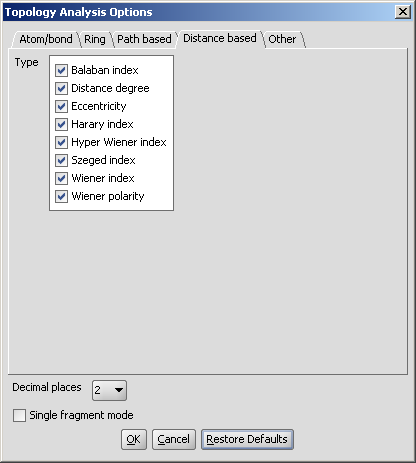 Topology Analysis Options
Atom/bond Ring Path based Distance based Other
Type
Balaban index
Distance degree
Eccentricity
Harary index
Hyper Wiener index
Szeged index
Wiener index
Wiener polarity
Decimal places 2
Single fragment mode
OK Cancel Restore Defaults